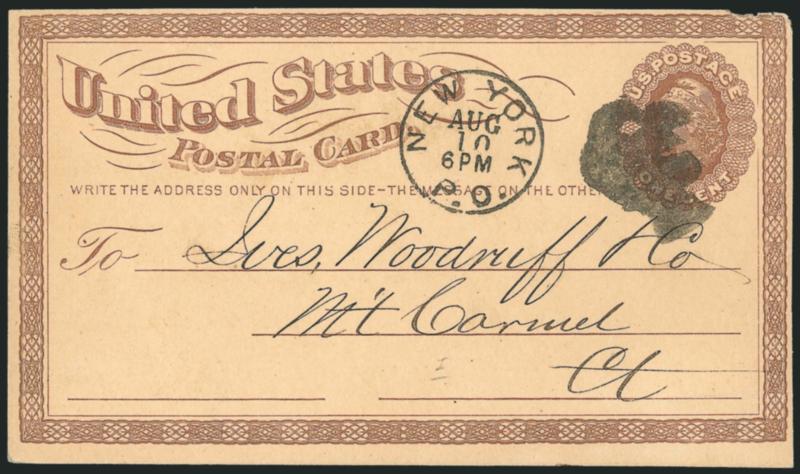 United States
POSTAL CARD
WRITE THE ADDRESS ONLY ON THIS SIDE-THE MESSAGE ON THE OTHER
NEW YORK
AUG
10
6PM
P.O.
U.S. POSTAGE
ONE CENT
To Ives, Woodruff & Co
Mt Carmel
Ct